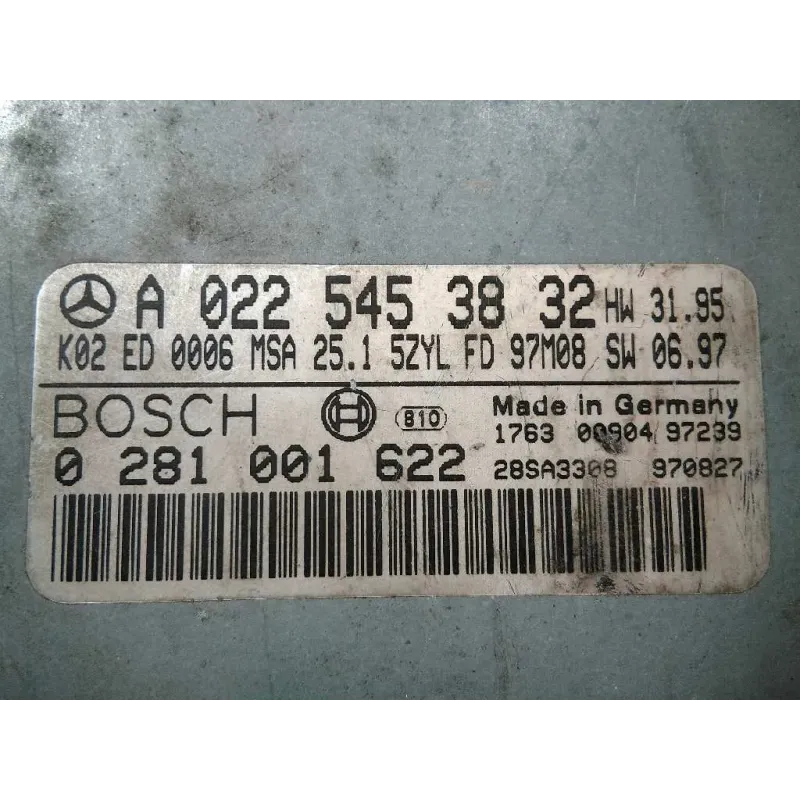 A 022 545 38 32 HW 31.95
K02 ED 0006 MSA 25.1 5ZYL FD 97M08 SW 06.97
BOSCH 810 Made in Germany
1763 00904 97239
0 281 001 622 28SA3308 970827